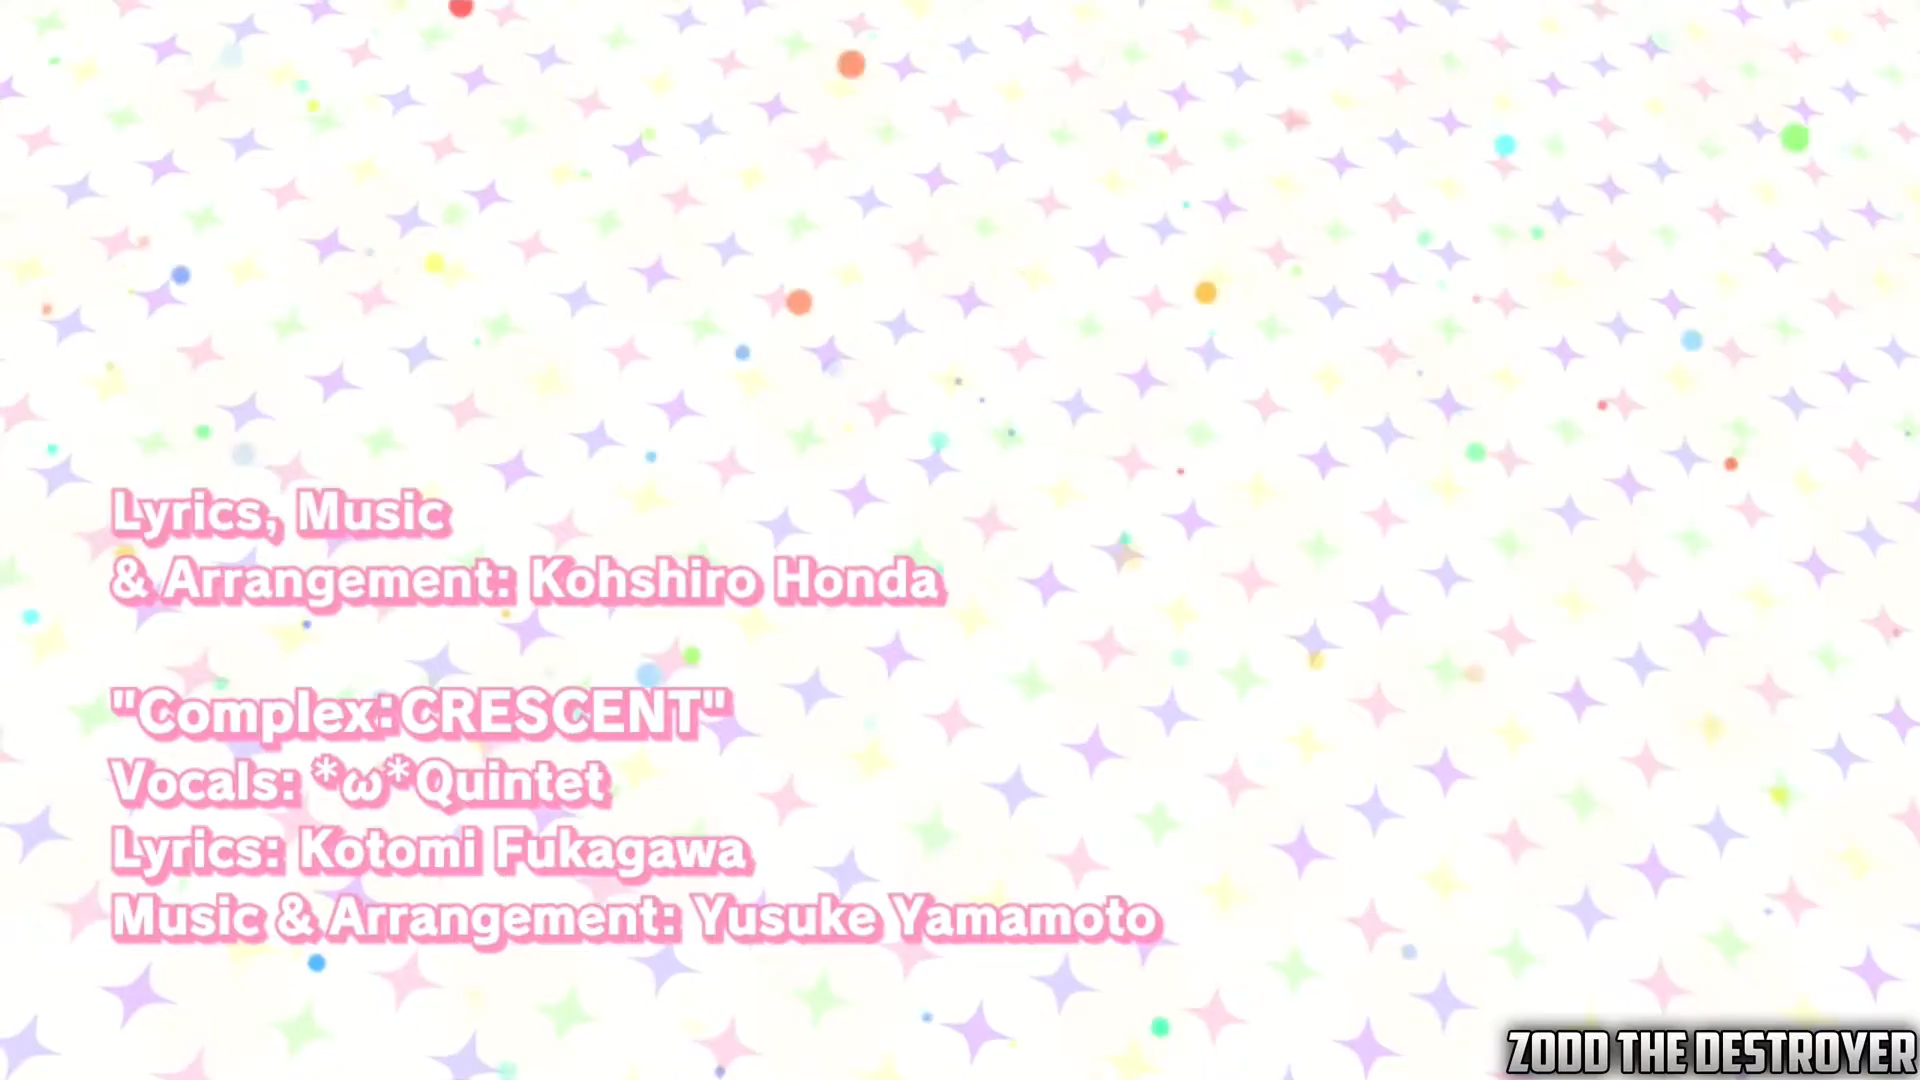 Lyrics, Music
& Arrangement: Kohshiro Honda
"Complex:CRESCENT"
Vocals: *ω*Quintet
Lyrics: Kotomi Fukagawa
Music & Arrangement: Yusuke Yamamoto
ZODD THE DESTROYER